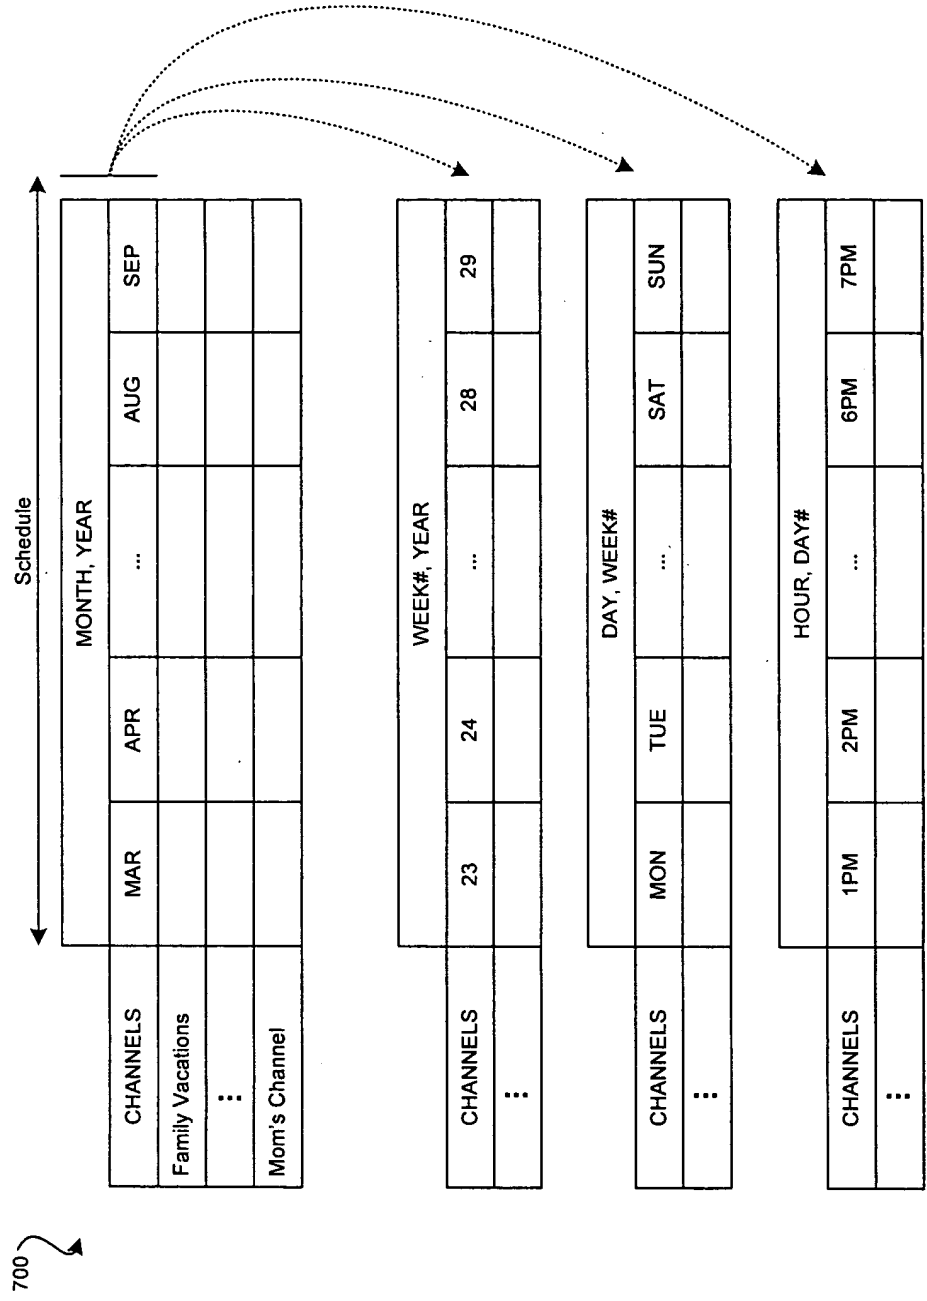 700
Schedule
MONTH, YEAR
CHANNELS MAR APR ... AUG SEP
Family Vacations
...
Mom's Channel
WEEK#, YEAR
CHANNELS 23 24 ... 28 29
...
DAY, WEEK#
CHANNELS MON TUE ... SAT SUN
...
HOUR, DAY#
CHANNELS 1PM 2PM ... 6PM 7PM
...